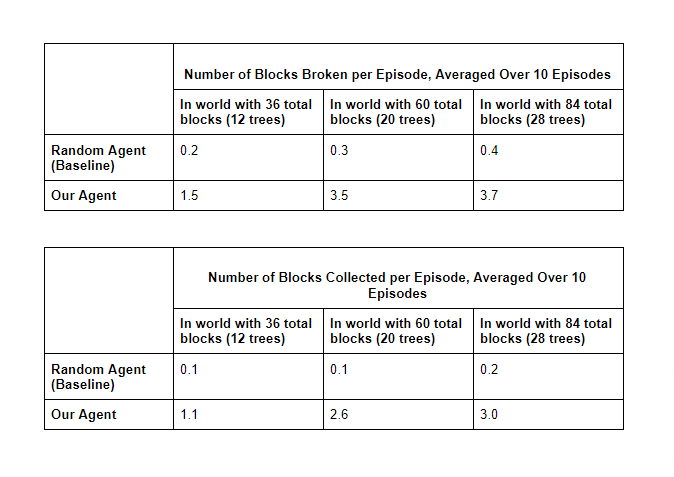 Number of Blocks Broken per Episode, Averaged Over 10 Episodes
In world with 36 total
blocks (12 trees)
In world with 60 total
blocks (20 trees)
In world with 84 total
blocks (28 trees)
Random Agent
(Baseline)
0.2
0.3
0.4
Our Agent
1.5
3.5
3.7
Number of Blocks Collected per Episode, Averaged Over 10
Episodes
In world with 36 total
blocks (12 trees)
In world with 60 total
blocks (20 trees)
In world with 84 total
blocks (28 trees)
Random Agent
(Baseline)
0.1
0.1
0.2
Our Agent
1.1
2.6
3.0